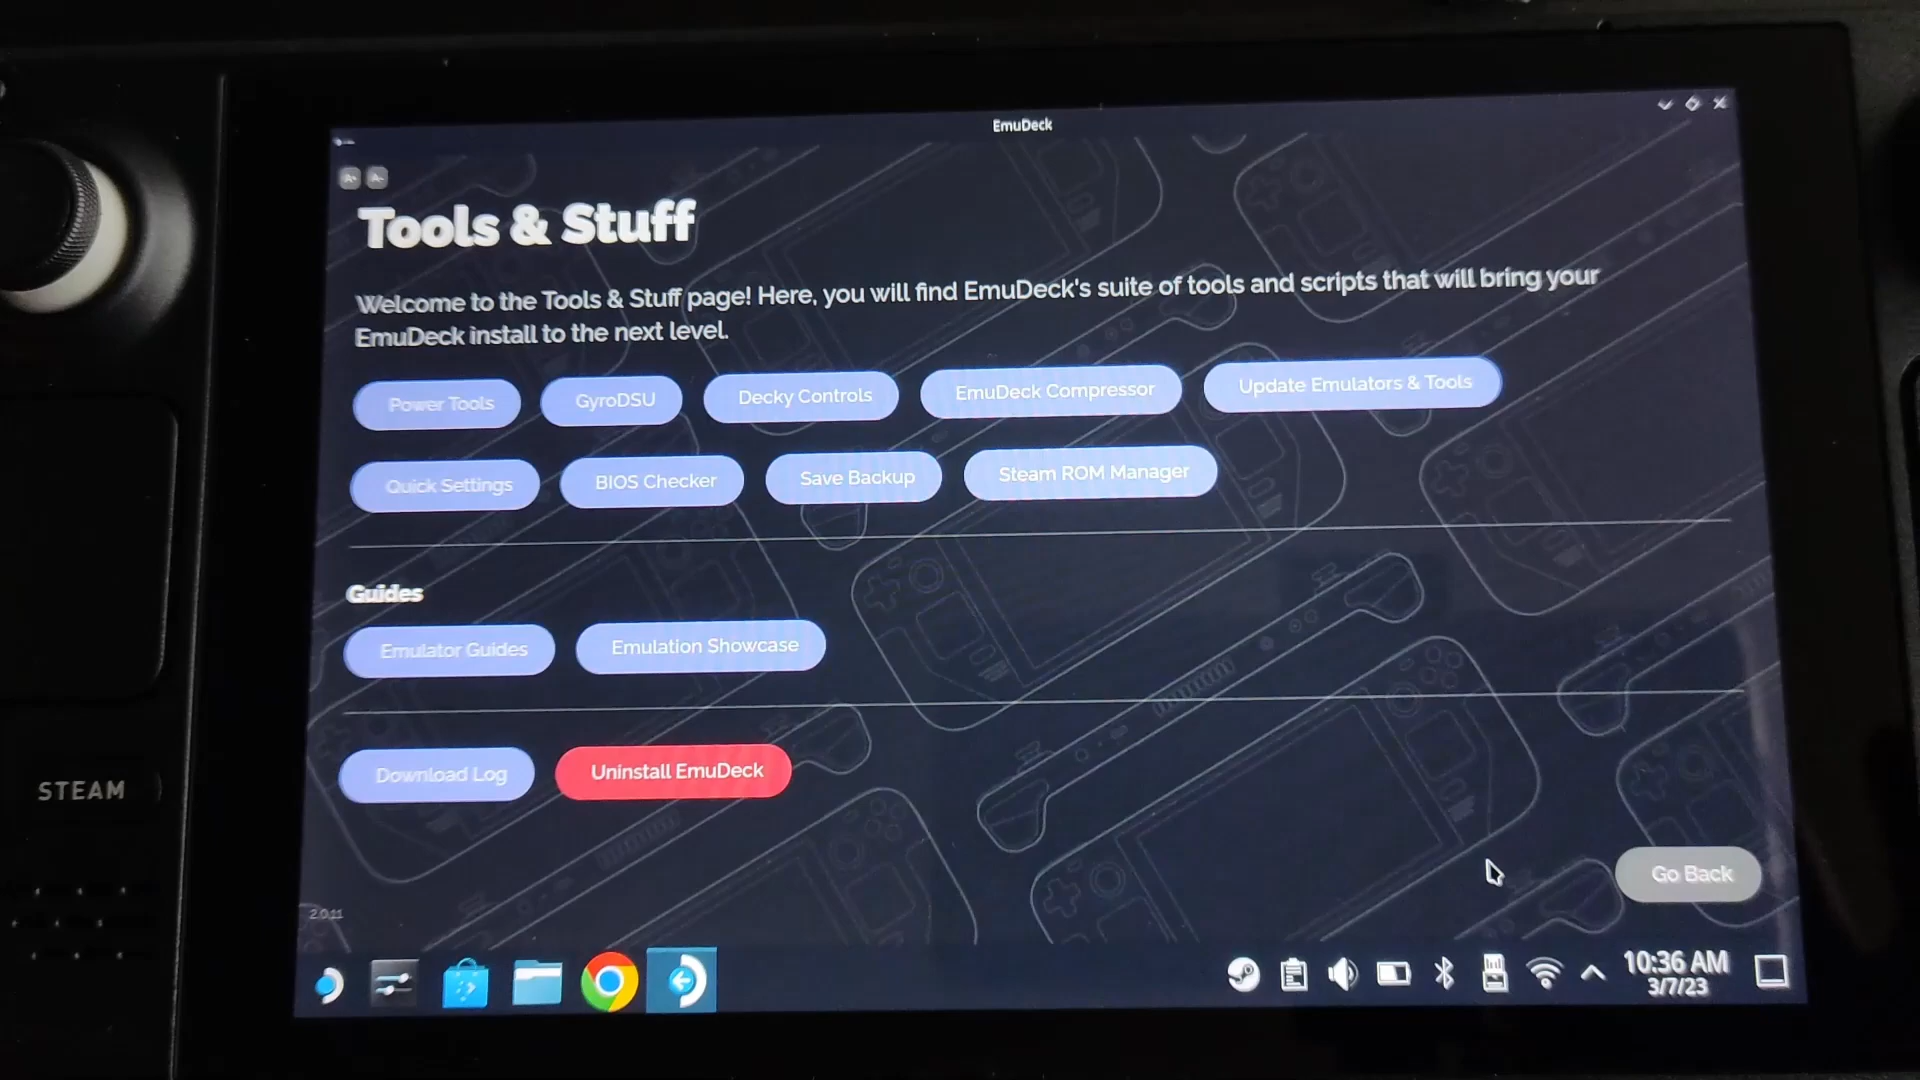 EmuDeck
A+ A-
Tools & Stuff
Welcome to the Tools & Stuff page! Here, you will find EmuDeck's suite of tools and scripts that will bring your
EmuDeck install to the next level.
Power Tools GyroDSU Decky Controls EmuDeck Compressor Update Emulators & Tools
Quick Settings BIOS Checker Save Backup Steam ROM Manager
Guides
Emulator Guides Emulation Showcase
Download Log Uninstall EmuDeck
STEAM
Go Back
2.0.11
10:36 AM
3/7/23